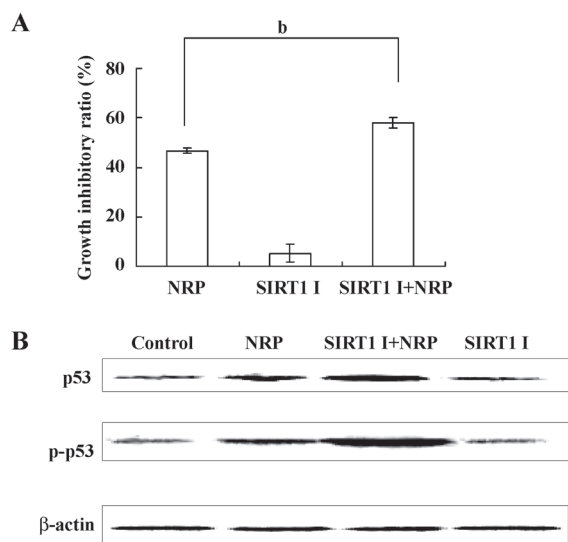 A
b
Growth inhibitory ratio (%)
80
60
40
20
0
NRP SIRT1 I SIRT1 I+NRP
B
Control NRP SIRT1 I+NRP SIRT1 I
p53
p-p53
β-actin